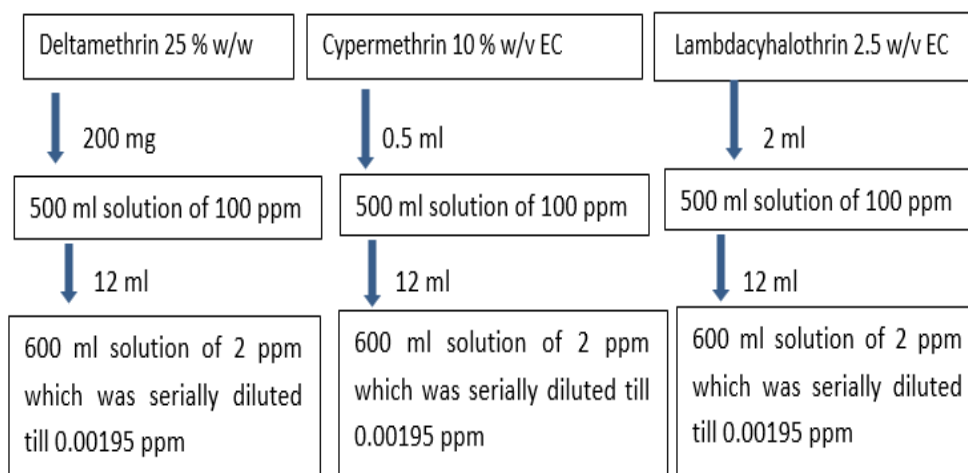 Deltamethrin 25 % w/w
200 mg
500 ml solution of 100 ppm
12 ml
600 ml solution of 2 ppm
which was serially diluted
till 0.00195 ppm
Cypermethrin 10 % w/v EC
0.5 ml
500 ml solution of 100 ppm
12 ml
600 ml solution of 2 ppm
which was serially diluted till
0.00195 ppm
Lambdacyhalothrin 2.5 w/v EC
2 ml
500 ml solution of 100 ppm
12 ml
600 ml solution of 2 ppm
which was serially diluted
till 0.00195 ppm